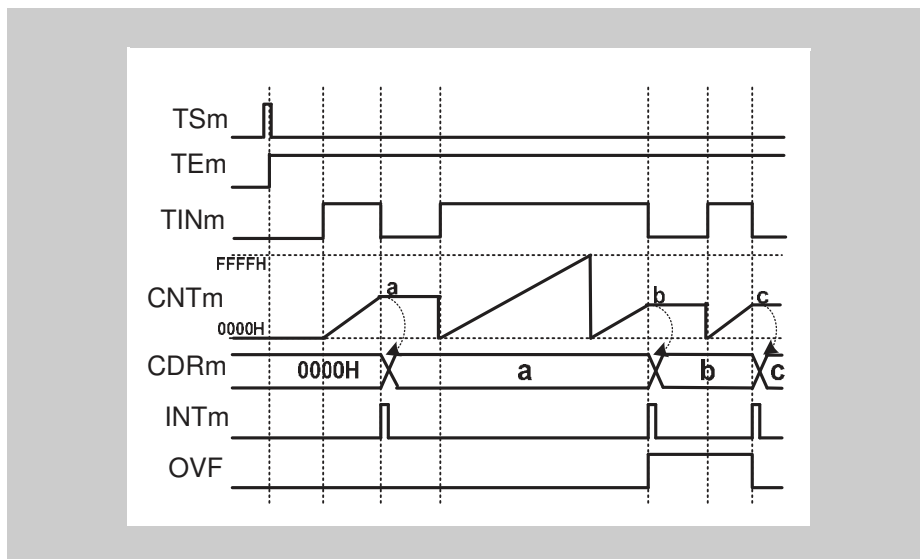 TSm
TEm
TINm
FFFFH
CNTm
a
b
c
0000H
CDRm
0000H
a
b
c
INTm
OVF